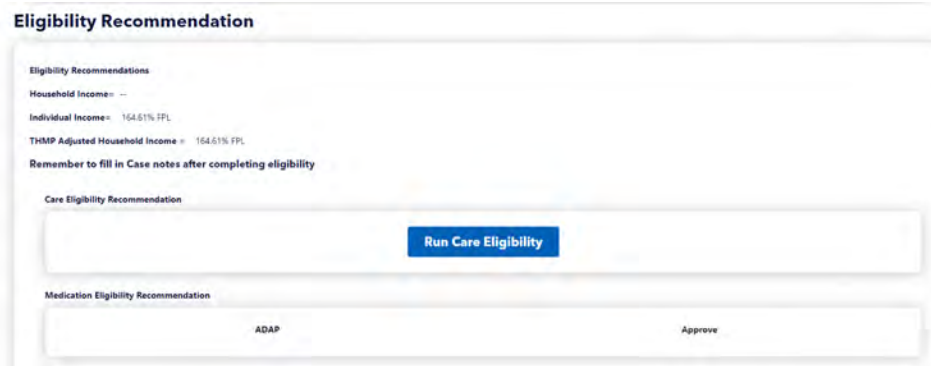 Eligibility Recommendation
Eligibility Recommendations
Household Income= --
Individual Income= 164.61% FPL
THMP Adjusted Household Income = 164.61% FPL
Remember to fill in Case notes after completing eligibility
Care Eligibility Recommendation
Run Care Eligibility
Medication Eligibility Recommendation
ADAP Approve